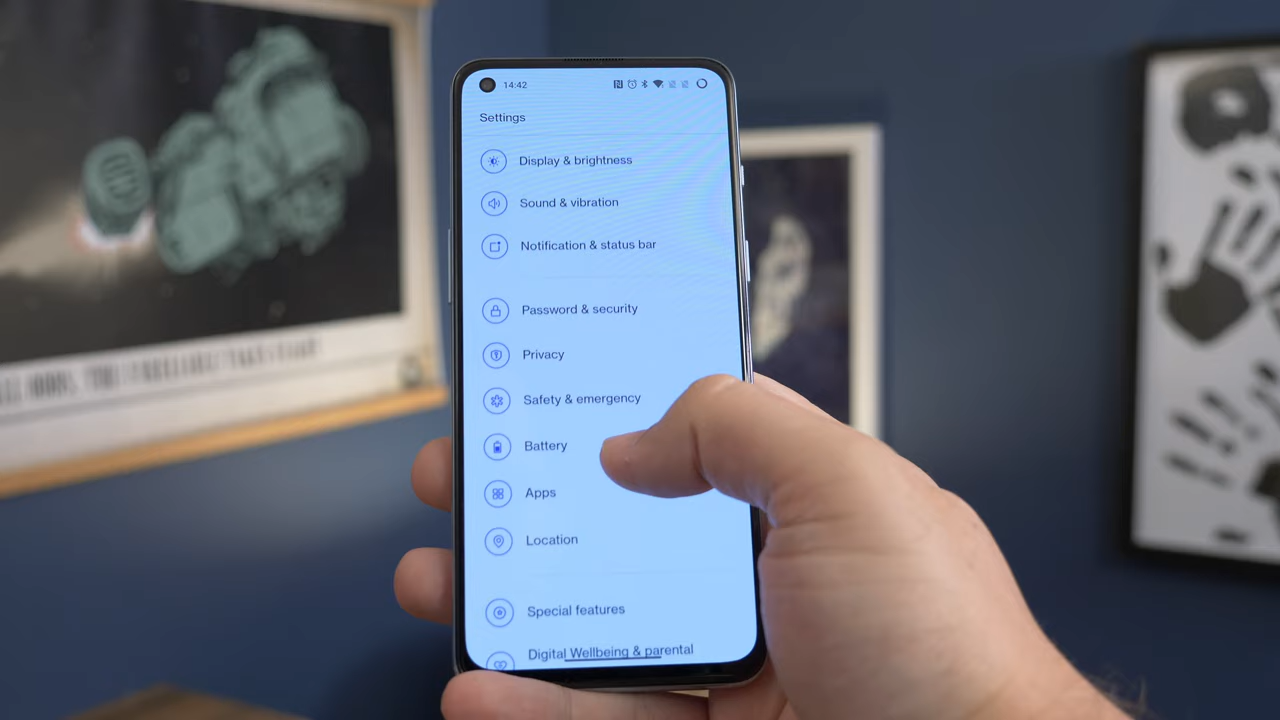 14:42
Settings
Display & brightness
Sound & vibration
Notification & status bar
Password & security
Privacy
Safety & emergency
Battery
Apps
Location
Special features
Digital Wellbeing & parental